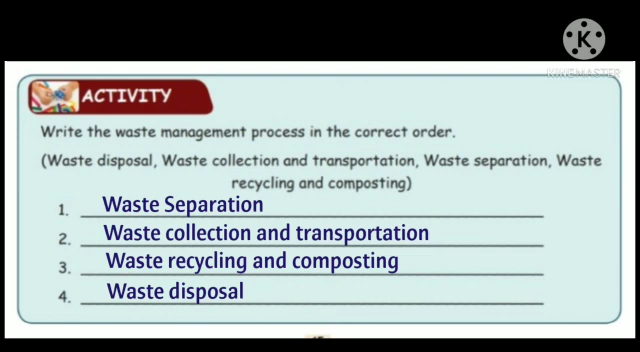 K
KINEMASTER
ACTIVITY
Write the waste management process in the correct order.
(Waste disposal, Waste collection and transportation, Waste separation, Waste
recycling and composting)
1. Waste Separation
2. Waste collection and transportation
3. Waste recycling and composting
4. Waste disposal